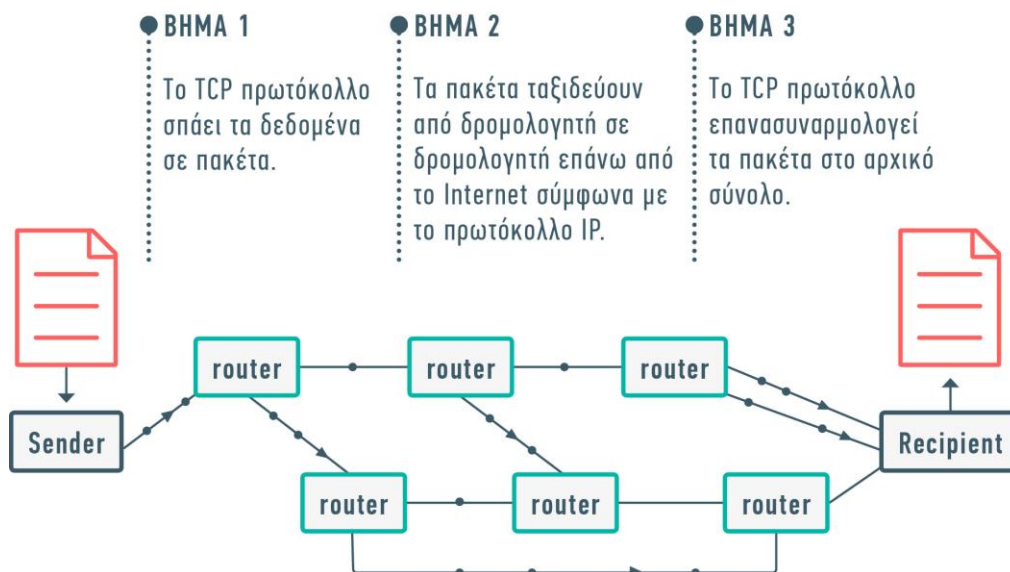 ΒΗΜΑ 1
Το TCP πρωτόκολλο
σπάει τα δεδομένα
σε πακέτα.
ΒΗΜΑ 2
Τα πακέτα ταξιδεύουν
από δρομολογητή σε
δρομολογητή επάνω από
το Internet σύμφωνα με
το πρωτόκολλο IP.
ΒΗΜΑ 3
Το TCP πρωτόκολλο
επανασυναρμολογεί
τα πακέτα στο αρχικό
σύνολο.
router
router
router
Sender
Recipient
router
router
router